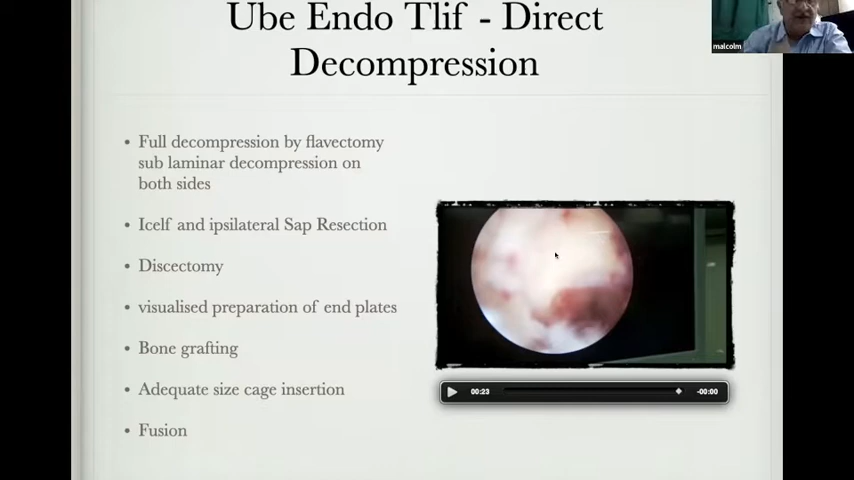 Ube Endo Tlif - Direct
Decompression
malcolm
• Full decompression by flavectomy
sub laminar decompression on
both sides
• Icelf and ipsilateral Sap Resection
• Discectomy
• visualised preparation of end plates
• Bone grafting
• Adequate size cage insertion
• Fusion
00:23
-00:00